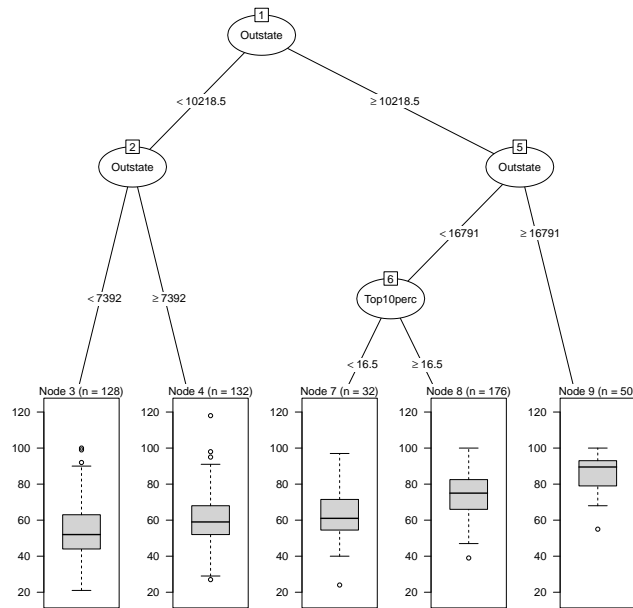 1
Outstate
< 10218.5
≥ 10218.5
2
Outstate
5
Outstate
< 16791
≥ 16791
6
Top10perc
< 7392
≥ 7392
< 16.5
≥ 16.5
Node 3 (n = 128)
Node 4 (n = 132)
Node 7 (n = 32)
Node 8 (n = 176)
Node 9 (n = 50
120 120 120 120 120
100 100 100 100 100
80 80 80 80 80
60 60 60 60 60
40 40 40 40 40
20 20 20 20 20